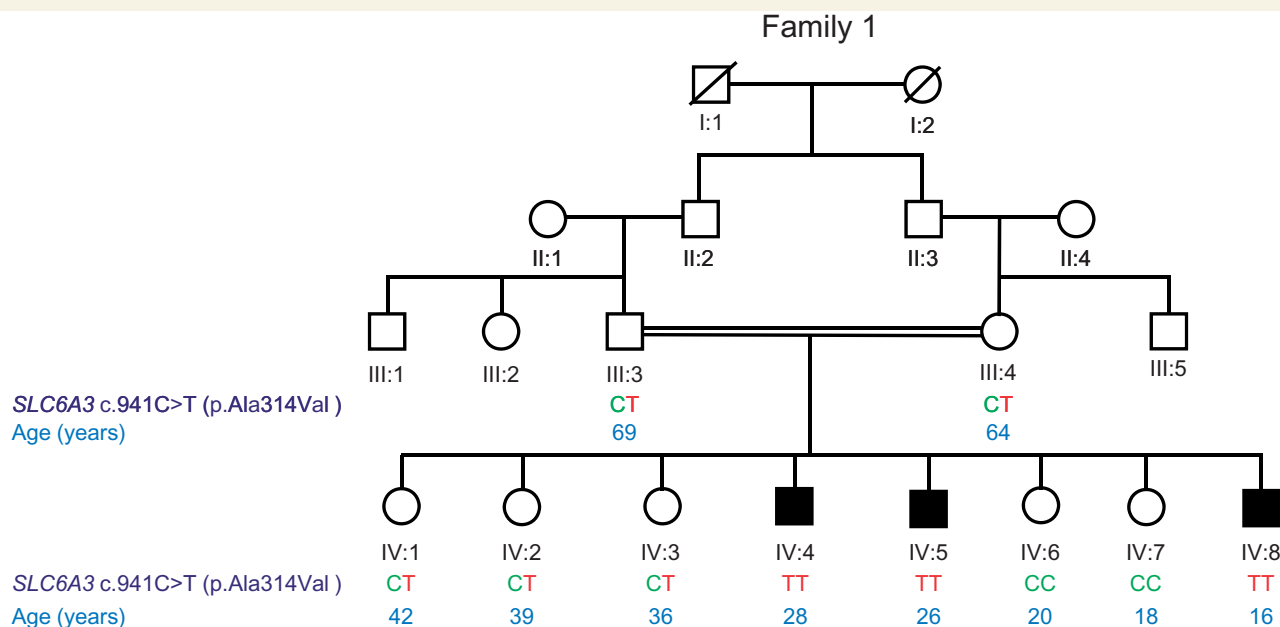 Family 1
I:1 I:2
II:1 II:2 II:3 II:4
III:1 III:2 III:3 III:4 III:5
SLC6A3 c.941C>T (p.Ala314Val ) CT CT
Age (years) 69 64
IV:1 IV:2 IV:3 IV:4 IV:5 IV:6 IV:7 IV:8
SLC6A3 c.941C>T (p.Ala314Val ) CT CT CT TT TT CC CC TT
Age (years) 42 39 36 28 26 20 18 16